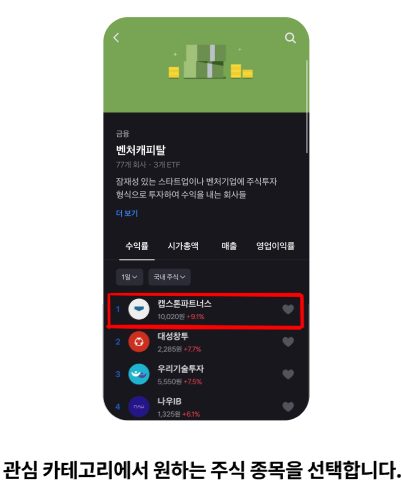 금융
벤처캐피탈
77개 회사 · 3개 ETF
잠재성 있는 스타트업이나 벤처기업에 주식투자
형식으로 투자하여 수익을 내는 회사들
더 보기
수익률 시가총액 매출 영업이익률
1일 국내 주식
1 캡스톤파트너스
10,020원 +9.1%
2 대성창투
2,285원 +7.7%
3 우리기술투자
5,550원 +7.5%
4 나우IB
1,325원 +6.1%
관심 카테고리에서 원하는 주식 종목을 선택합니다.